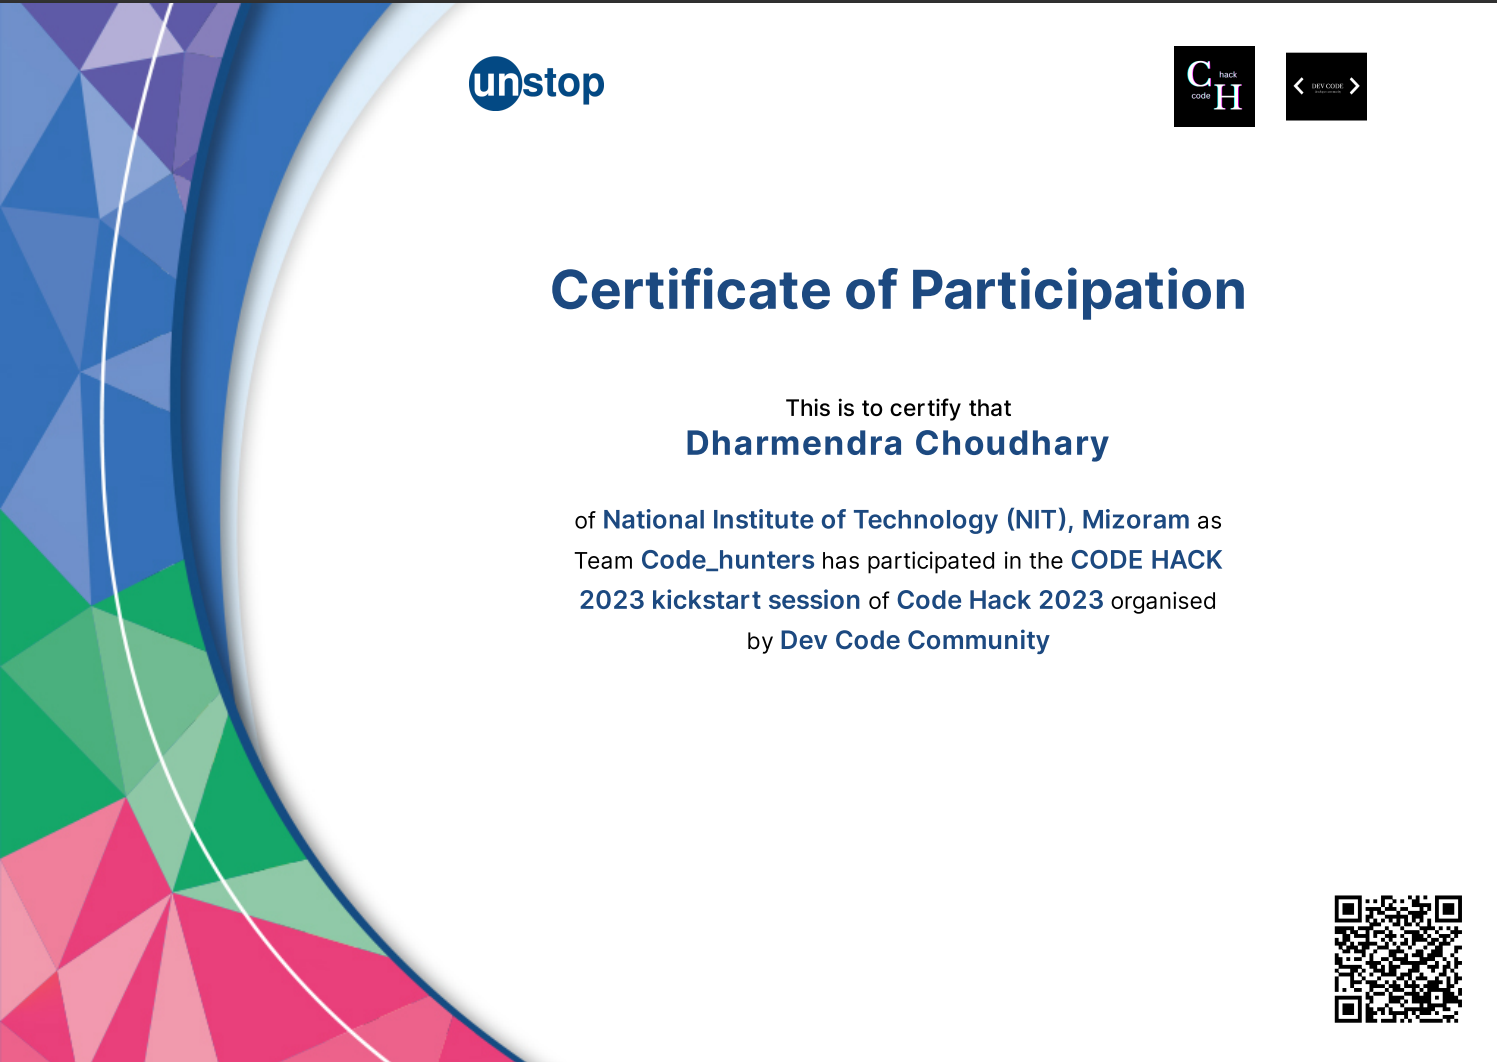 unstop
C hack
code H
DEV CODE
Certificate of Participation
This is to certify that
Dharmendra Choudhary
of National Institute of Technology (NIT), Mizoram as
Team Code_hunters has participated in the CODE HACK
2023 kickstart session of Code Hack 2023 organised
by Dev Code Community